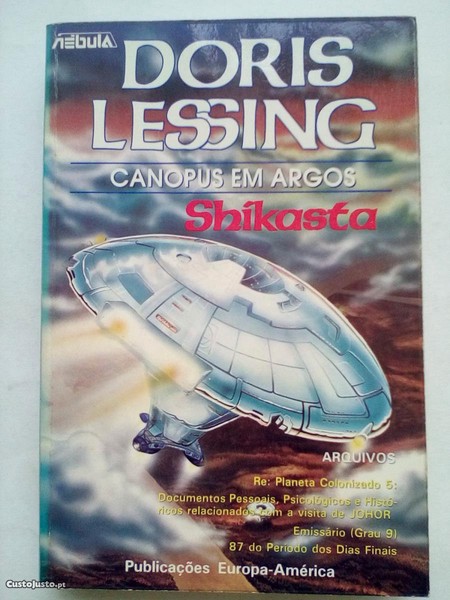 nēbula
DORIS
LESSING
CANOPUS EM ARGOS
Shikasta
ARQUIVOS
Re: Planeta Colonizado 5:
Documentos Pessoais, Psicológicos e Histó-
ricos relacionados com a visita de JOHOR
Emissário (Grau 9)
87 do Período dos Dias Finais
Publicações Europa-América
CustoJusto.pt